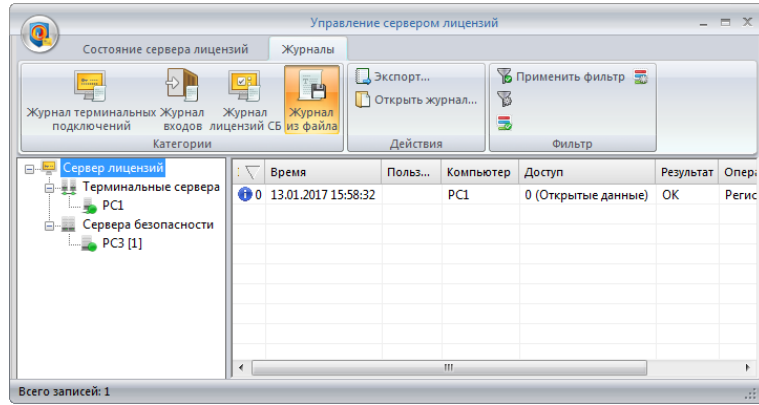 Управление сервером лицензий
Состояние сервера лицензий
Журналы
Журнал терминальных подключений
Журнал входов
Журнал лицензий СБ
Журнал из файла
Категории
Экспорт...
Открыть журнал...
Действия
Применить фильтр
Фильтр
Сервер лицензий
Терминальные сервера
PC1
Сервера безопасности
PC3 [1]
Время Польз... Компьютер Доступ Результат Опера
0 13.01.2017 15:58:32 PC1 0 (Открытые данные) OK Регис
Всего записей: 1